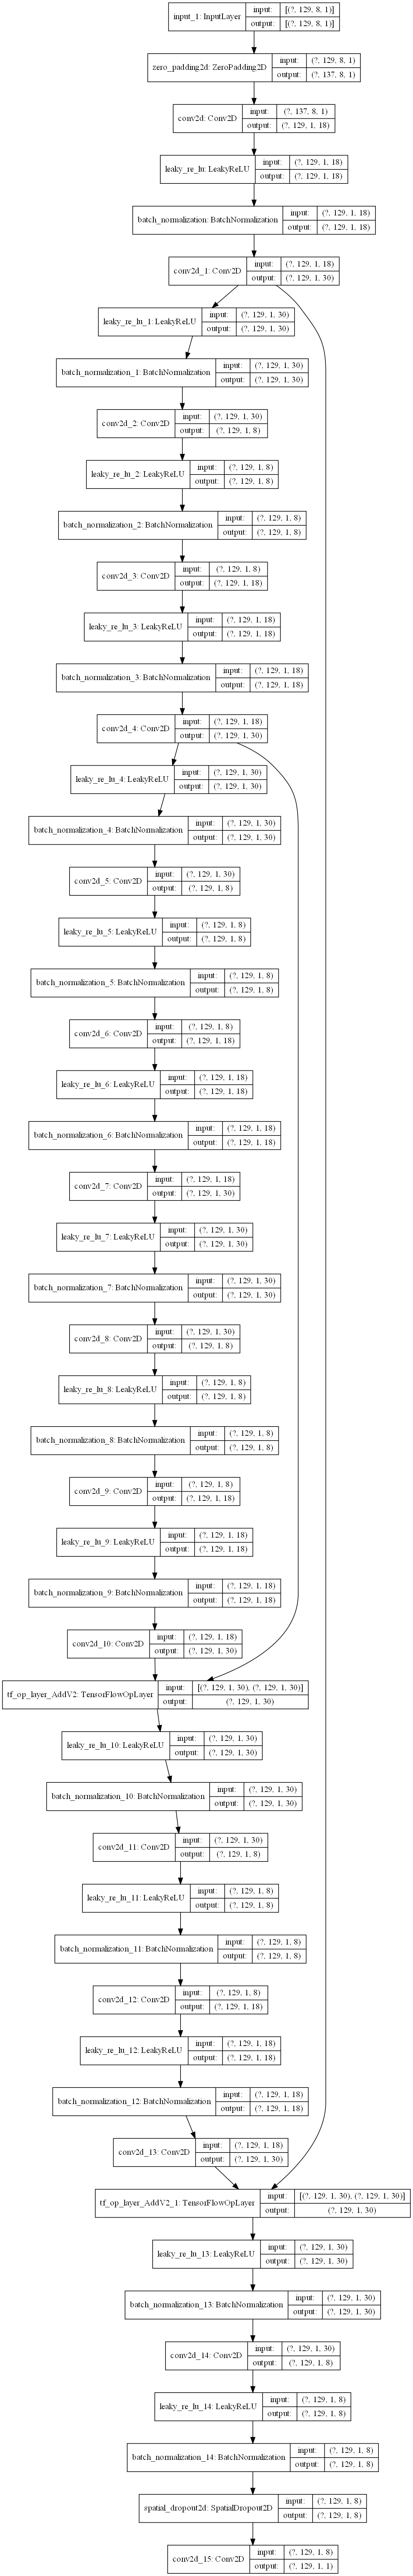 input_1: InputLayer
input: [(?, 129, 8, 1)]
output: [(?, 129, 8, 1)]
zero_padding2d: ZeroPadding2D
input: (?, 129, 8, 1)
output: (?, 137, 8, 1)
conv2d: Conv2D
input: (?, 137, 8, 1)
output: (?, 129, 1, 18)
leaky_re_lu: LeakyReLU
input: (?, 129, 1, 18)
output: (?, 129, 1, 18)
batch_normalization: BatchNormalization
input: (?, 129, 1, 18)
output: (?, 129, 1, 18)
conv2d_1: Conv2D
input: (?, 129, 1, 18)
output: (?, 129, 1, 30)
leaky_re_lu_1: LeakyReLU
input: (?, 129, 1, 30)
output: (?, 129, 1, 30)
batch_normalization_1: BatchNormalization
input: (?, 129, 1, 30)
output: (?, 129, 1, 30)
conv2d_2: Conv2D
input: (?, 129, 1, 30)
output: (?, 129, 1, 8)
leaky_re_lu_2: LeakyReLU
input: (?, 129, 1, 8)
output: (?, 129, 1, 8)
batch_normalization_2: BatchNormalization
input: (?, 129, 1, 8)
output: (?, 129, 1, 8)
conv2d_3: Conv2D
input: (?, 129, 1, 8)
output: (?, 129, 1, 18)
leaky_re_lu_3: LeakyReLU
input: (?, 129, 1, 18)
output: (?, 129, 1, 18)
batch_normalization_3: BatchNormalization
input: (?, 129, 1, 18)
output: (?, 129, 1, 18)
conv2d_4: Conv2D
input: (?, 129, 1, 18)
output: (?, 129, 1, 30)
leaky_re_lu_4: LeakyReLU
input: (?, 129, 1, 30)
output: (?, 129, 1, 30)
batch_normalization_4: BatchNormalization
input: (?, 129, 1, 30)
output: (?, 129, 1, 30)
conv2d_5: Conv2D
input: (?, 129, 1, 30)
output: (?, 129, 1, 8)
leaky_re_lu_5: LeakyReLU
input: (?, 129, 1, 8)
output: (?, 129, 1, 8)
batch_normalization_5: BatchNormalization
input: (?, 129, 1, 8)
output: (?, 129, 1, 8)
conv2d_6: Conv2D
input: (?, 129, 1, 8)
output: (?, 129, 1, 18)
leaky_re_lu_6: LeakyReLU
input: (?, 129, 1, 18)
output: (?, 129, 1, 18)
batch_normalization_6: BatchNormalization
input: (?, 129, 1, 18)
output: (?, 129, 1, 18)
conv2d_7: Conv2D
input: (?, 129, 1, 18)
output: (?, 129, 1, 30)
leaky_re_lu_7: LeakyReLU
input: (?, 129, 1, 30)
output: (?, 129, 1, 30)
batch_normalization_7: BatchNormalization
input: (?, 129, 1, 30)
output: (?, 129, 1, 30)
conv2d_8: Conv2D
input: (?, 129, 1, 30)
output: (?, 129, 1, 8)
leaky_re_lu_8: LeakyReLU
input: (?, 129, 1, 8)
output: (?, 129, 1, 8)
batch_normalization_8: BatchNormalization
input: (?, 129, 1, 8)
output: (?, 129, 1, 8)
conv2d_9: Conv2D
input: (?, 129, 1, 8)
output: (?, 129, 1, 18)
leaky_re_lu_9: LeakyReLU
input: (?, 129, 1, 18)
output: (?, 129, 1, 18)
batch_normalization_9: BatchNormalization
input: (?, 129, 1, 18)
output: (?, 129, 1, 18)
conv2d_10: Conv2D
input: (?, 129, 1, 18)
output: (?, 129, 1, 30)
tf_op_layer_AddV2: TensorFlowOpLayer
input: [(?, 129, 1, 30), (?, 129, 1, 30)]
output: (?, 129, 1, 30)
leaky_re_lu_10: LeakyReLU
input: (?, 129, 1, 30)
output: (?, 129, 1, 30)
batch_normalization_10: BatchNormalization
input: (?, 129, 1, 30)
output: (?, 129, 1, 30)
conv2d_11: Conv2D
input: (?, 129, 1, 30)
output: (?, 129, 1, 8)
leaky_re_lu_11: LeakyReLU
input: (?, 129, 1, 8)
output: (?, 129, 1, 8)
batch_normalization_11: BatchNormalization
input: (?, 129, 1, 8)
output: (?, 129, 1, 8)
conv2d_12: Conv2D
input: (?, 129, 1, 8)
output: (?, 129, 1, 18)
leaky_re_lu_12: LeakyReLU
input: (?, 129, 1, 18)
output: (?, 129, 1, 18)
batch_normalization_12: BatchNormalization
input: (?, 129, 1, 18)
output: (?, 129, 1, 18)
conv2d_13: Conv2D
input: (?, 129, 1, 18)
output: (?, 129, 1, 30)
tf_op_layer_AddV2_1: TensorFlowOpLayer
input: [(?, 129, 1, 30), (?, 129, 1, 30)]
output: (?, 129, 1, 30)
leaky_re_lu_13: LeakyReLU
input: (?, 129, 1, 30)
output: (?, 129, 1, 30)
batch_normalization_13: BatchNormalization
input: (?, 129, 1, 30)
output: (?, 129, 1, 30)
conv2d_14: Conv2D
input: (?, 129, 1, 30)
output: (?, 129, 1, 8)
leaky_re_lu_14: LeakyReLU
input: (?, 129, 1, 8)
output: (?, 129, 1, 8)
batch_normalization_14: BatchNormalization
input: (?, 129, 1, 8)
output: (?, 129, 1, 8)
spatial_dropout2d: SpatialDropout2D
input: (?, 129, 1, 8)
output: (?, 129, 1, 8)
conv2d_15: Conv2D
input: (?, 129, 1, 8)
output: (?, 129, 1, 1)